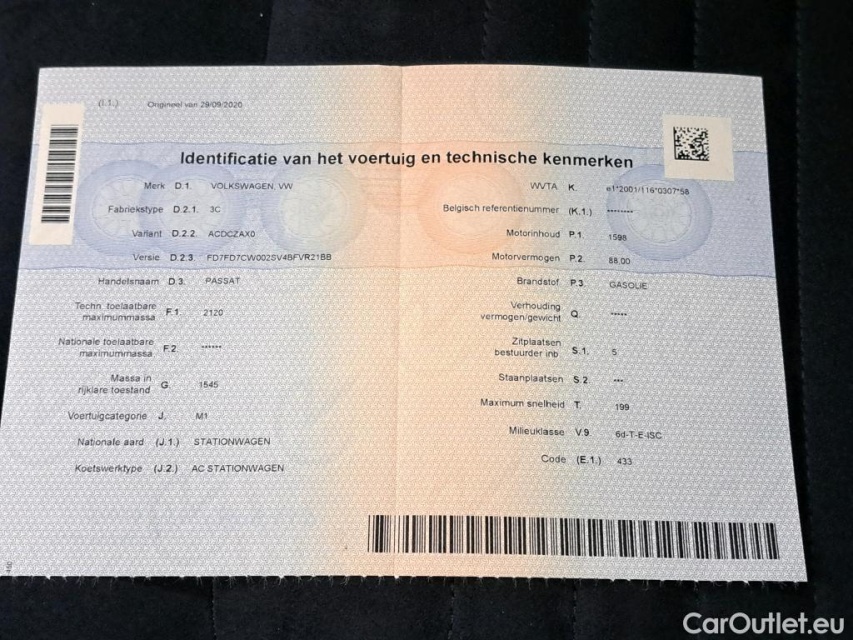 (I.1.) Origineel van 29/09/2020
Identificatie van het voertuig en technische kenmerken
Merk D.1. VOLKSWAGEN, VW
Fabriekstype D.2.1. 3C
Variant D.2.2. ACDCZAX0
Versie D.2.3. FD7FD7CW002SV4BFVR21BB
Handelsnaam D.3. PASSAT
Techn. toelaatbare
maximummassa F.1. 2120
Nationale toelaatbare
maximummassa F.2. ******
Massa in
rijklare toestand G. 1545
Voertuigcategorie J. M1
Nationale aard (J.1.) STATIONWAGEN
Koetswerktype (J.2.) AC STATIONWAGEN
WVTA K. e1*2001/116*0307*58
Belgisch referentienummer (K.1.) ********
Motorinhoud P.1. 1598
Motorvermogen P.2. 88.00
Brandstof P.3. GASOLIE
Verhouding
vermogen/gewicht Q. *****
Zitplaatsen
bestuurder inb. S.1. 5
Staanplaatsen S.2 ***
Maximum snelheid T. 199
Milieuklasse V.9 6d-T-E-ISC
Code (E.1.) 433
CarOutlet.eu